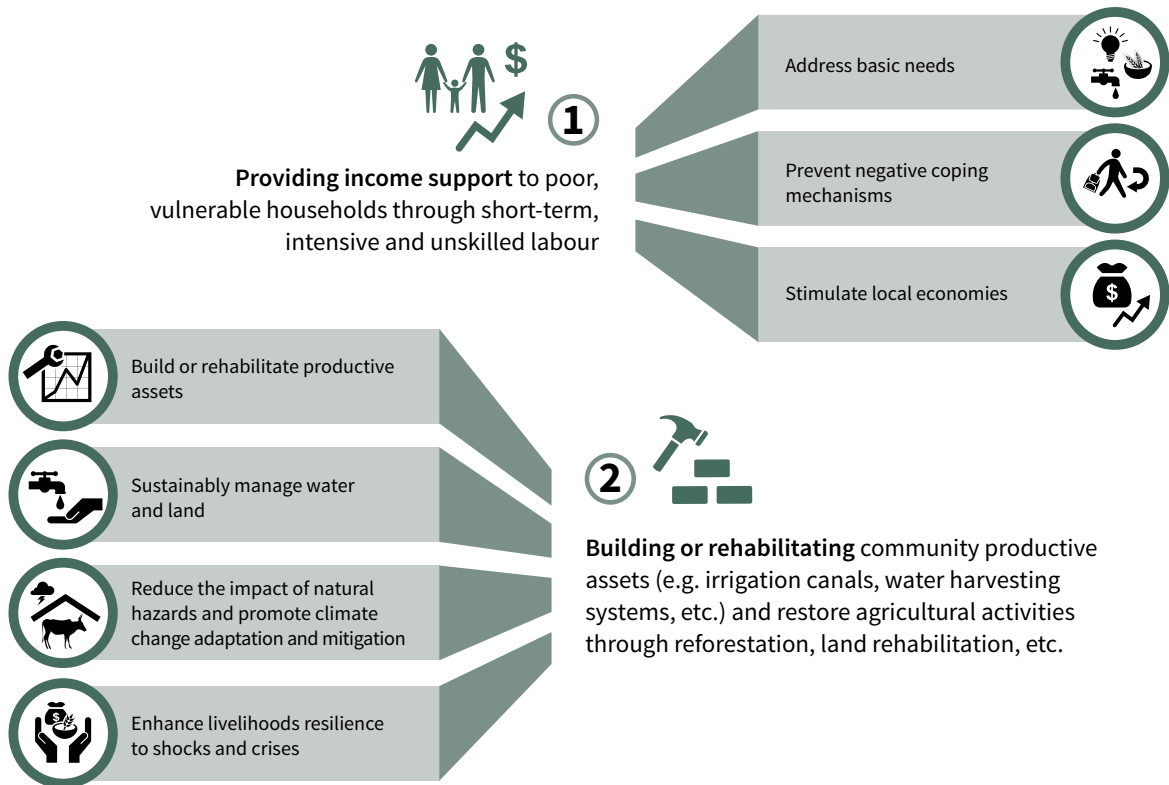 $
1
Providing income support to poor,
vulnerable households through short-term,
intensive and unskilled labour
Address basic needs
Prevent negative coping
mechanisms
$
Stimulate local economies
Build or rehabilitate productive
assets
Sustainably manage water
and land
Reduce the impact of natural
hazards and promote climate
change adaptation and mitigation
$
Enhance livelihoods resilience
to shocks and crises
2
Building or rehabilitating community productive
assets (e.g. irrigation canals, water harvesting
systems, etc.) and restore agricultural activities
through reforestation, land rehabilitation, etc.